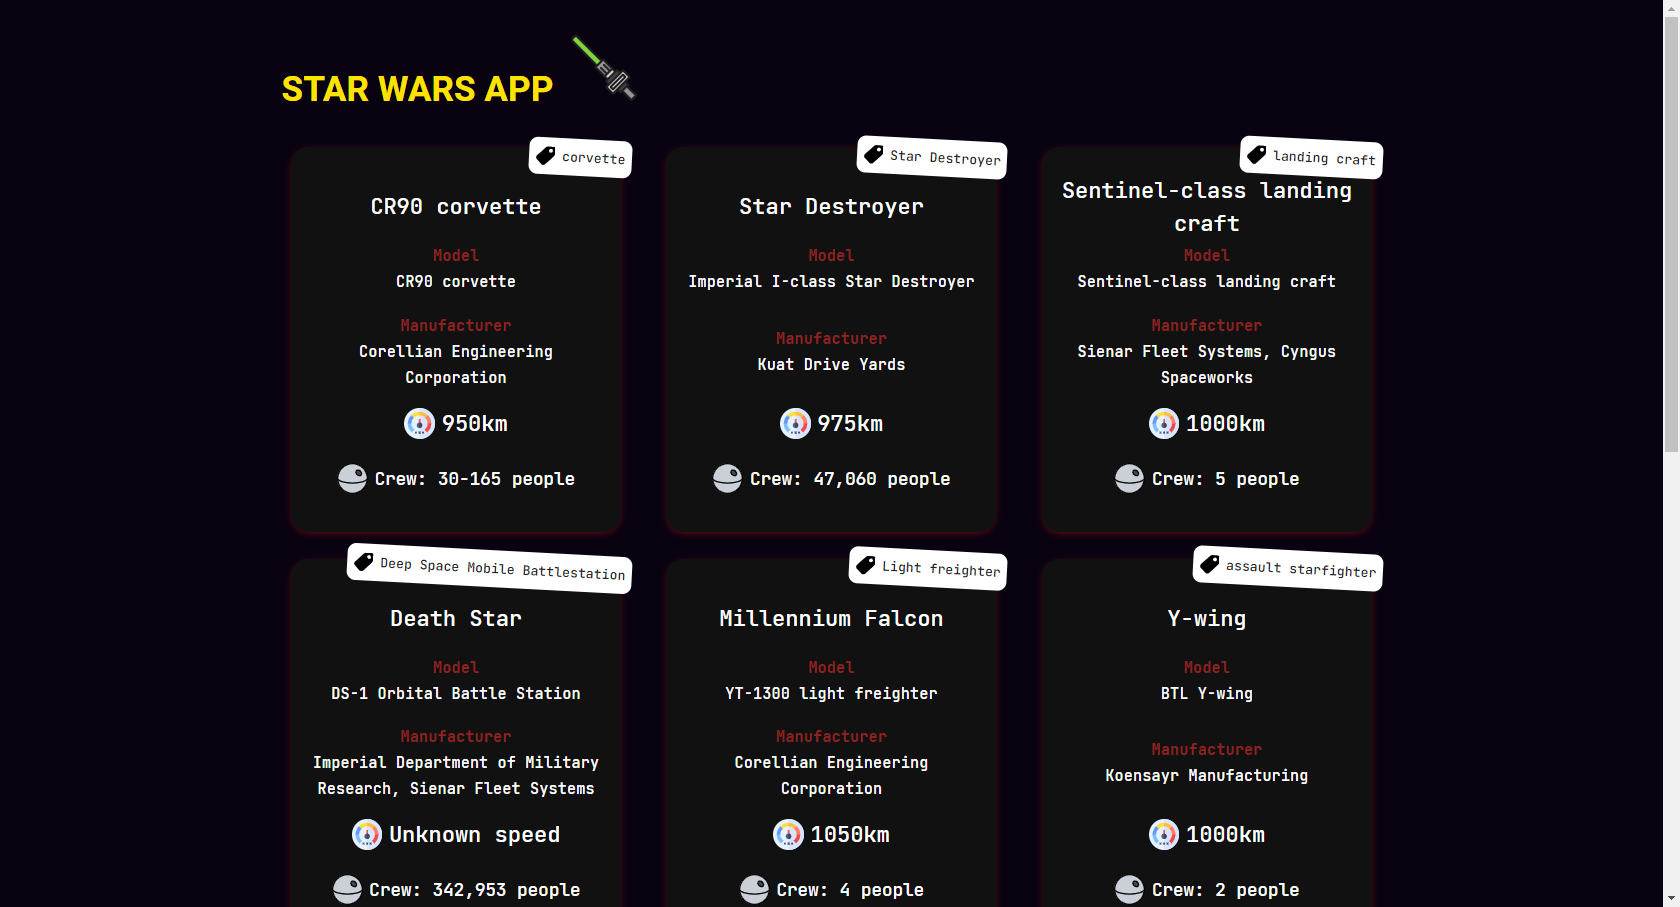 STAR WARS APP
corvette
CR90 corvette
Model
CR90 corvette
Manufacturer
Corellian Engineering
Corporation
950km
Crew: 30-165 people
Star Destroyer
Star Destroyer
Model
Imperial I-class Star Destroyer
Manufacturer
Kuat Drive Yards
975km
Crew: 47,060 people
landing craft
Sentinel-class landing
craft
Model
Sentinel-class landing craft
Manufacturer
Sienar Fleet Systems, Cyngus
Spaceworks
1000km
Crew: 5 people
Deep Space Mobile Battlestation
Death Star
Model
DS-1 Orbital Battle Station
Manufacturer
Imperial Department of Military
Research, Sienar Fleet Systems
Unknown speed
Crew: 342,953 people
Light freighter
Millennium Falcon
Model
YT-1300 light freighter
Manufacturer
Corellian Engineering
Corporation
1050km
Crew: 4 people
assault starfighter
Y-wing
Model
BTL Y-wing
Manufacturer
Koensayr Manufacturing
1000km
Crew: 2 people